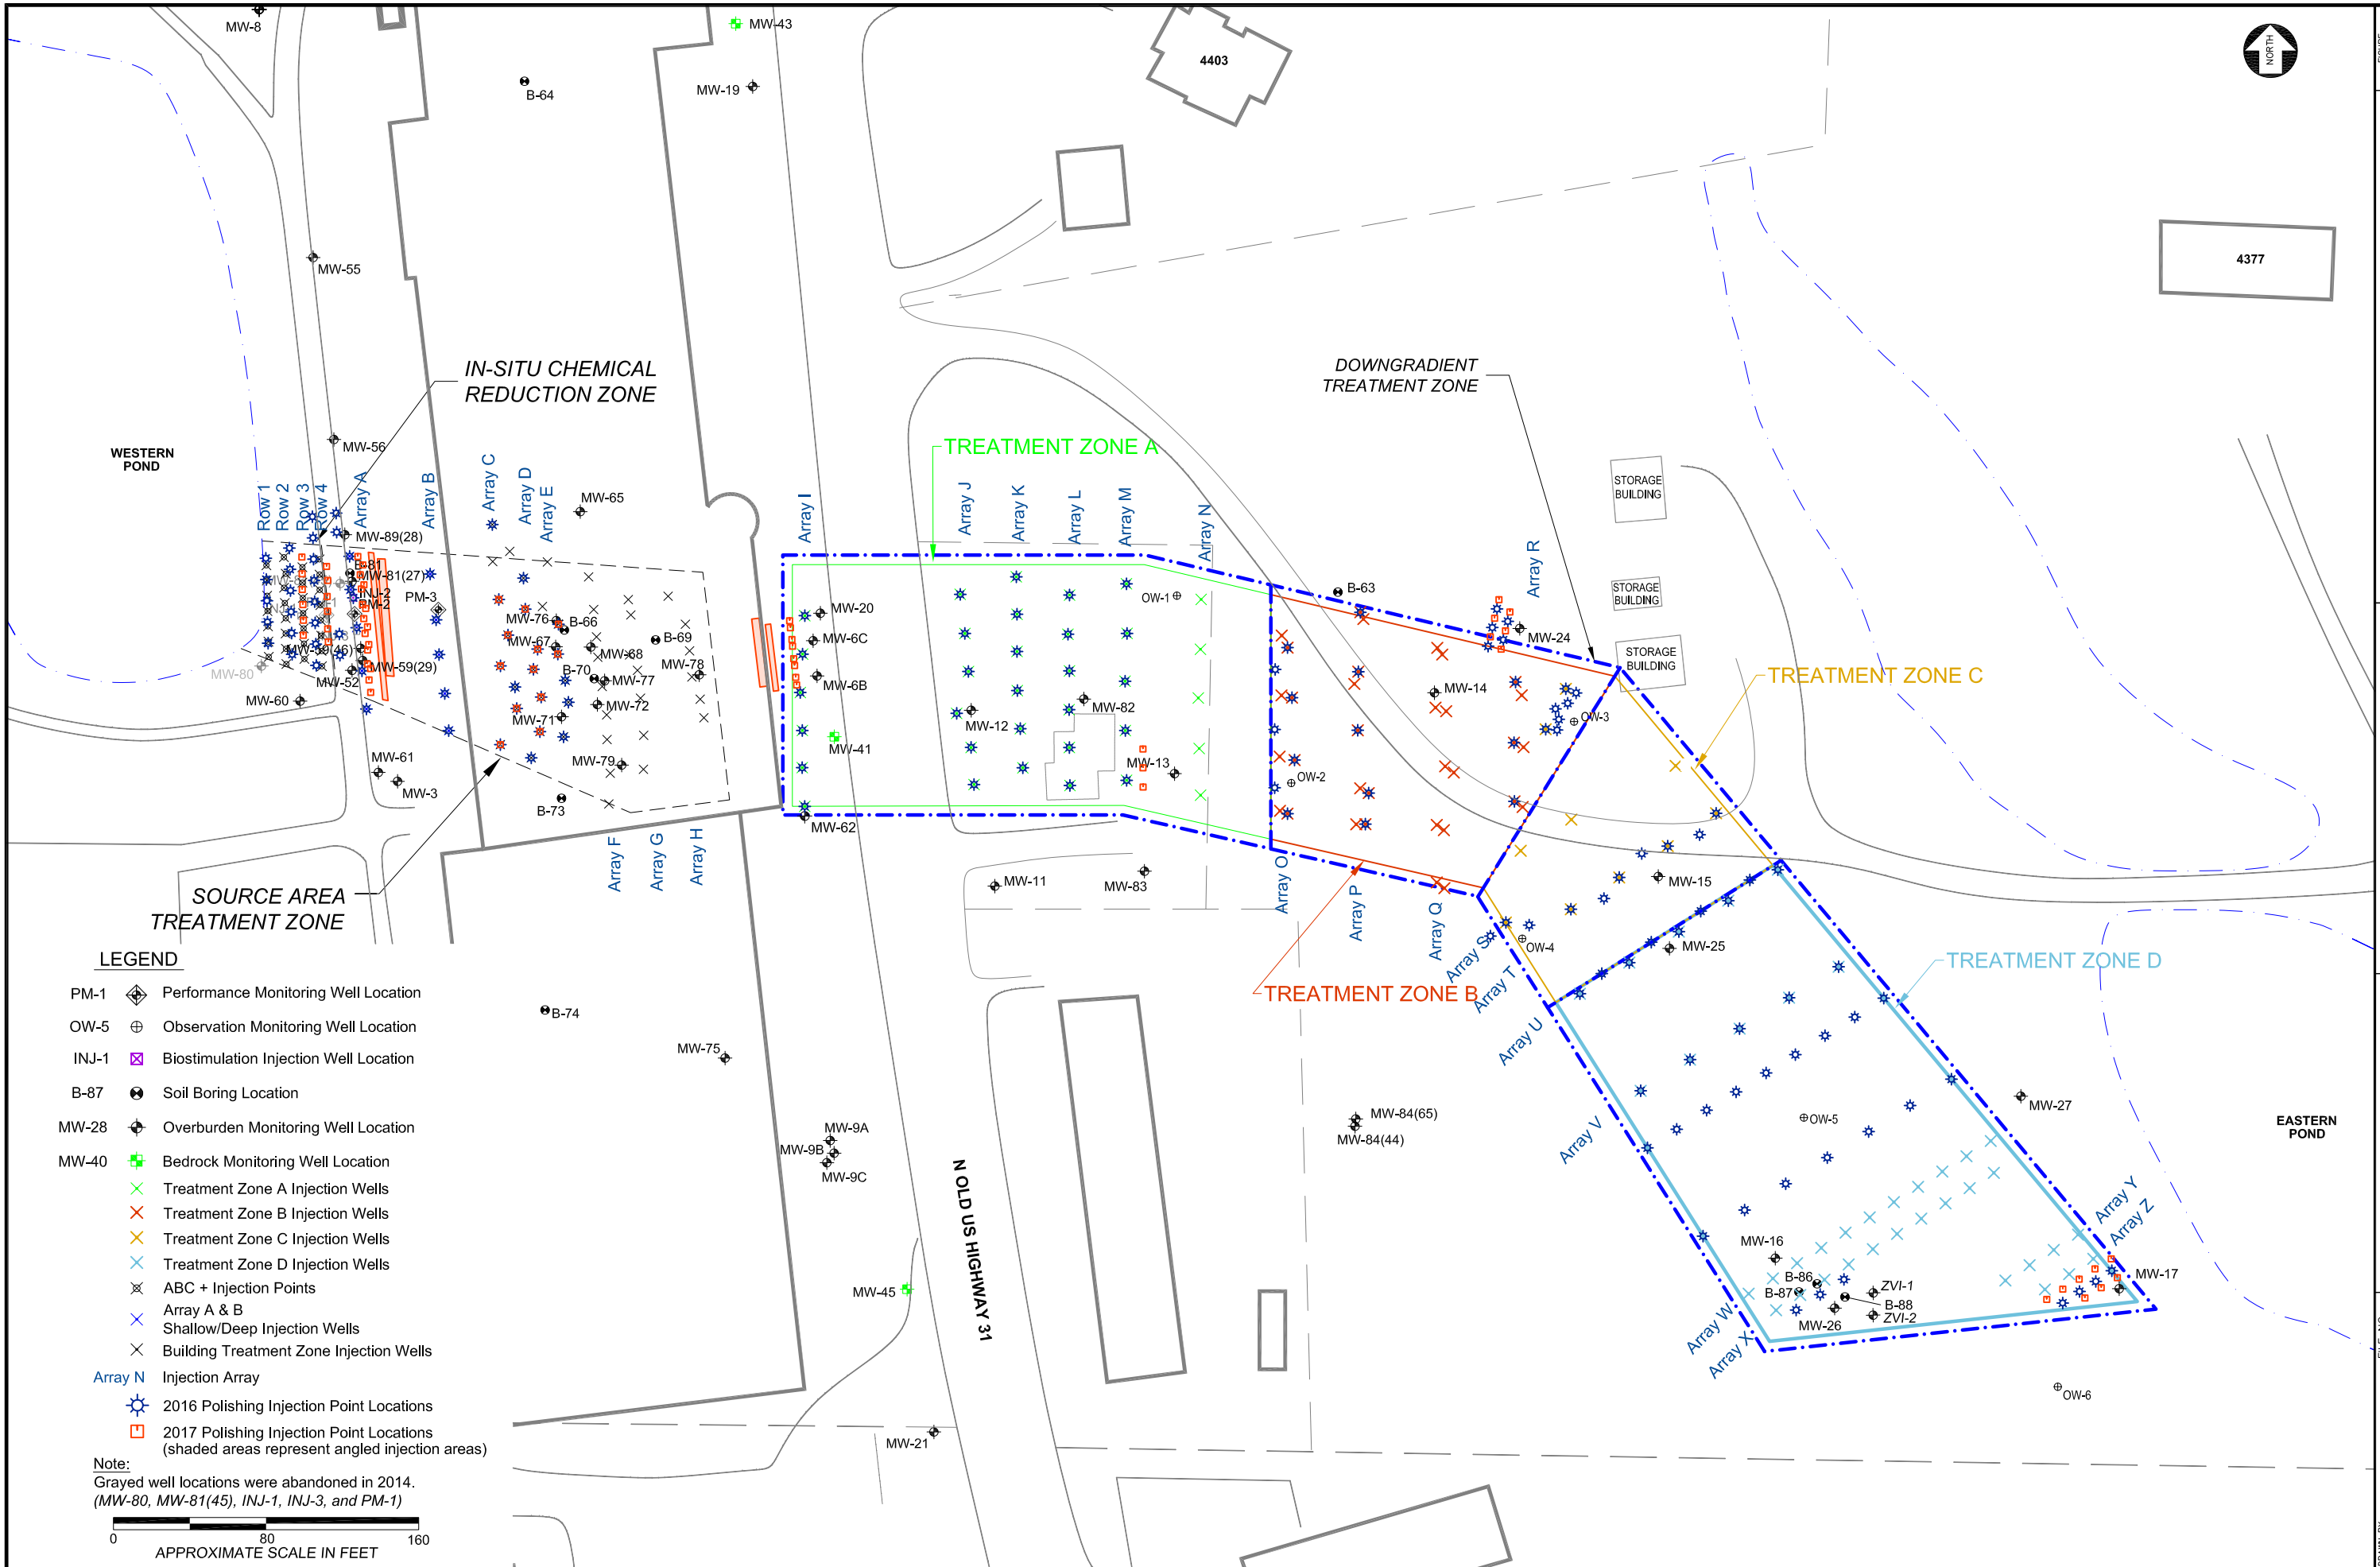 MW-8
MW-43
B-64
MW-19
4403
NORTH
MW-55
4377
IN-SITU CHEMICAL
REDUCTION ZONE
DOWNGRADIENT
TREATMENT ZONE
WESTERN
POND
MW-56
TREATMENT ZONE A
Row 1
Row 2
Row 3
Row 4
Array A
Array B
Array C
Array D
Array E
MW-65
Array I
Array J
Array K
Array L
Array M
Array N
Array R
STORAGE
BUILDING
STORAGE
BUILDING
STORAGE
BUILDING
MW-89(28)
B-81
MW-81(27)
INJ-2
PM-2
PM-3
MW-59(46)
MW-59(29)
MW-52
MW-80
MW-60
MW-61
MW-3
MW-76
B-66
MW-67
MW-68
B-69
B-70
MW-77
MW-78
MW-72
MW-71
MW-79
B-73
MW-20
MW-6C
MW-6B
MW-41
MW-62
MW-12
MW-82
MW-13
OW-1
OW-2
B-63
MW-24
MW-14
OW-3
TREATMENT ZONE C
Array F
Array G
Array H
MW-11
MW-83
Array O
Array P
Array Q
Array S
Array T
Array U
Array V
OW-4
MW-15
MW-25
SOURCE AREA
TREATMENT ZONE
TREATMENT ZONE B
TREATMENT ZONE D
B-74
MW-75
MW-9A
MW-9B
MW-9C
MW-84(65)
MW-84(44)
OW-5
MW-27
EASTERN
POND
N OLD US HIGHWAY 31
MW-45
MW-21
MW-16
B-86
B-87
ZVI-1
B-88
ZVI-2
MW-26
Array W
Array X
Array Y
Array Z
MW-17
OW-6
LEGEND
PM-1 Performance Monitoring Well Location
OW-5 Observation Monitoring Well Location
INJ-1 Biostimulation Injection Well Location
B-87 Soil Boring Location
MW-28 Overburden Monitoring Well Location
MW-40 Bedrock Monitoring Well Location
Treatment Zone A Injection Wells
Treatment Zone B Injection Wells
Treatment Zone C Injection Wells
Treatment Zone D Injection Wells
ABC + Injection Points
Array A & B
Shallow/Deep Injection Wells
Building Treatment Zone Injection Wells
Array N Injection Array
2016 Polishing Injection Point Locations
2017 Polishing Injection Point Locations
(shaded areas represent angled injection areas)
Note:
Grayed well locations were abandoned in 2014.
(MW-80, MW-81(45), INJ-1, INJ-3, and PM-1)
0 80 160
APPROXIMATE SCALE IN FEET